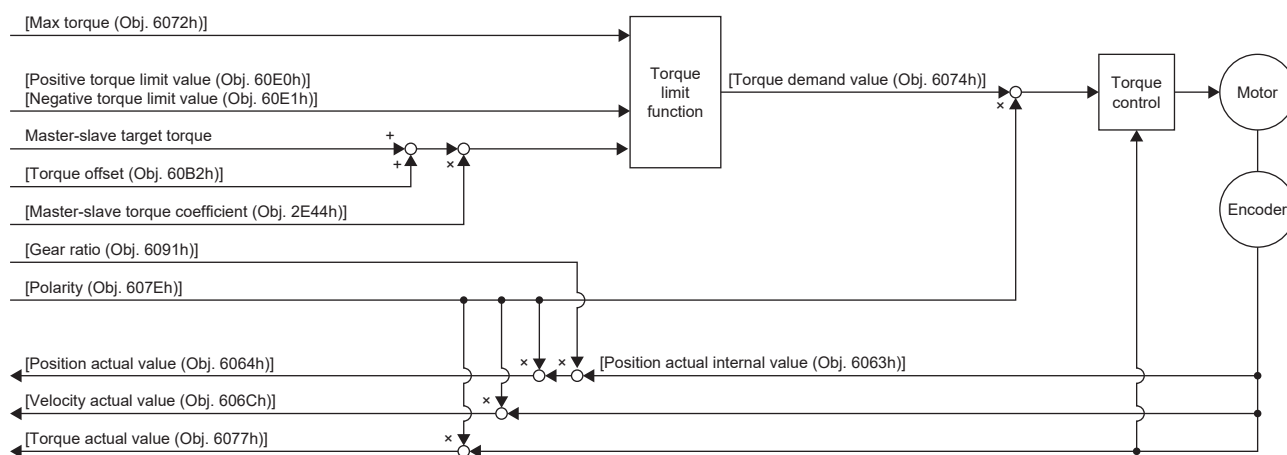 [Max torque (Obj. 6072h)]
[Positive torque limit value (Obj. 60E0h)]
[Negative torque limit value (Obj. 60E1h)]
Master-slave target torque
[Torque offset (Obj. 60B2h)]
[Master-slave torque coefficient (Obj. 2E44h)]
[Gear ratio (Obj. 6091h)]
[Polarity (Obj. 607Eh)]
+
+
×
Torque
limit
function
[Torque demand value (Obj. 6074h)]
×
Torque
control
Motor
Encoder
[Position actual value (Obj. 6064h)]
×
×
[Position actual internal value (Obj. 6063h)]
[Velocity actual value (Obj. 606Ch)]
×
[Torque actual value (Obj. 6077h)]
×